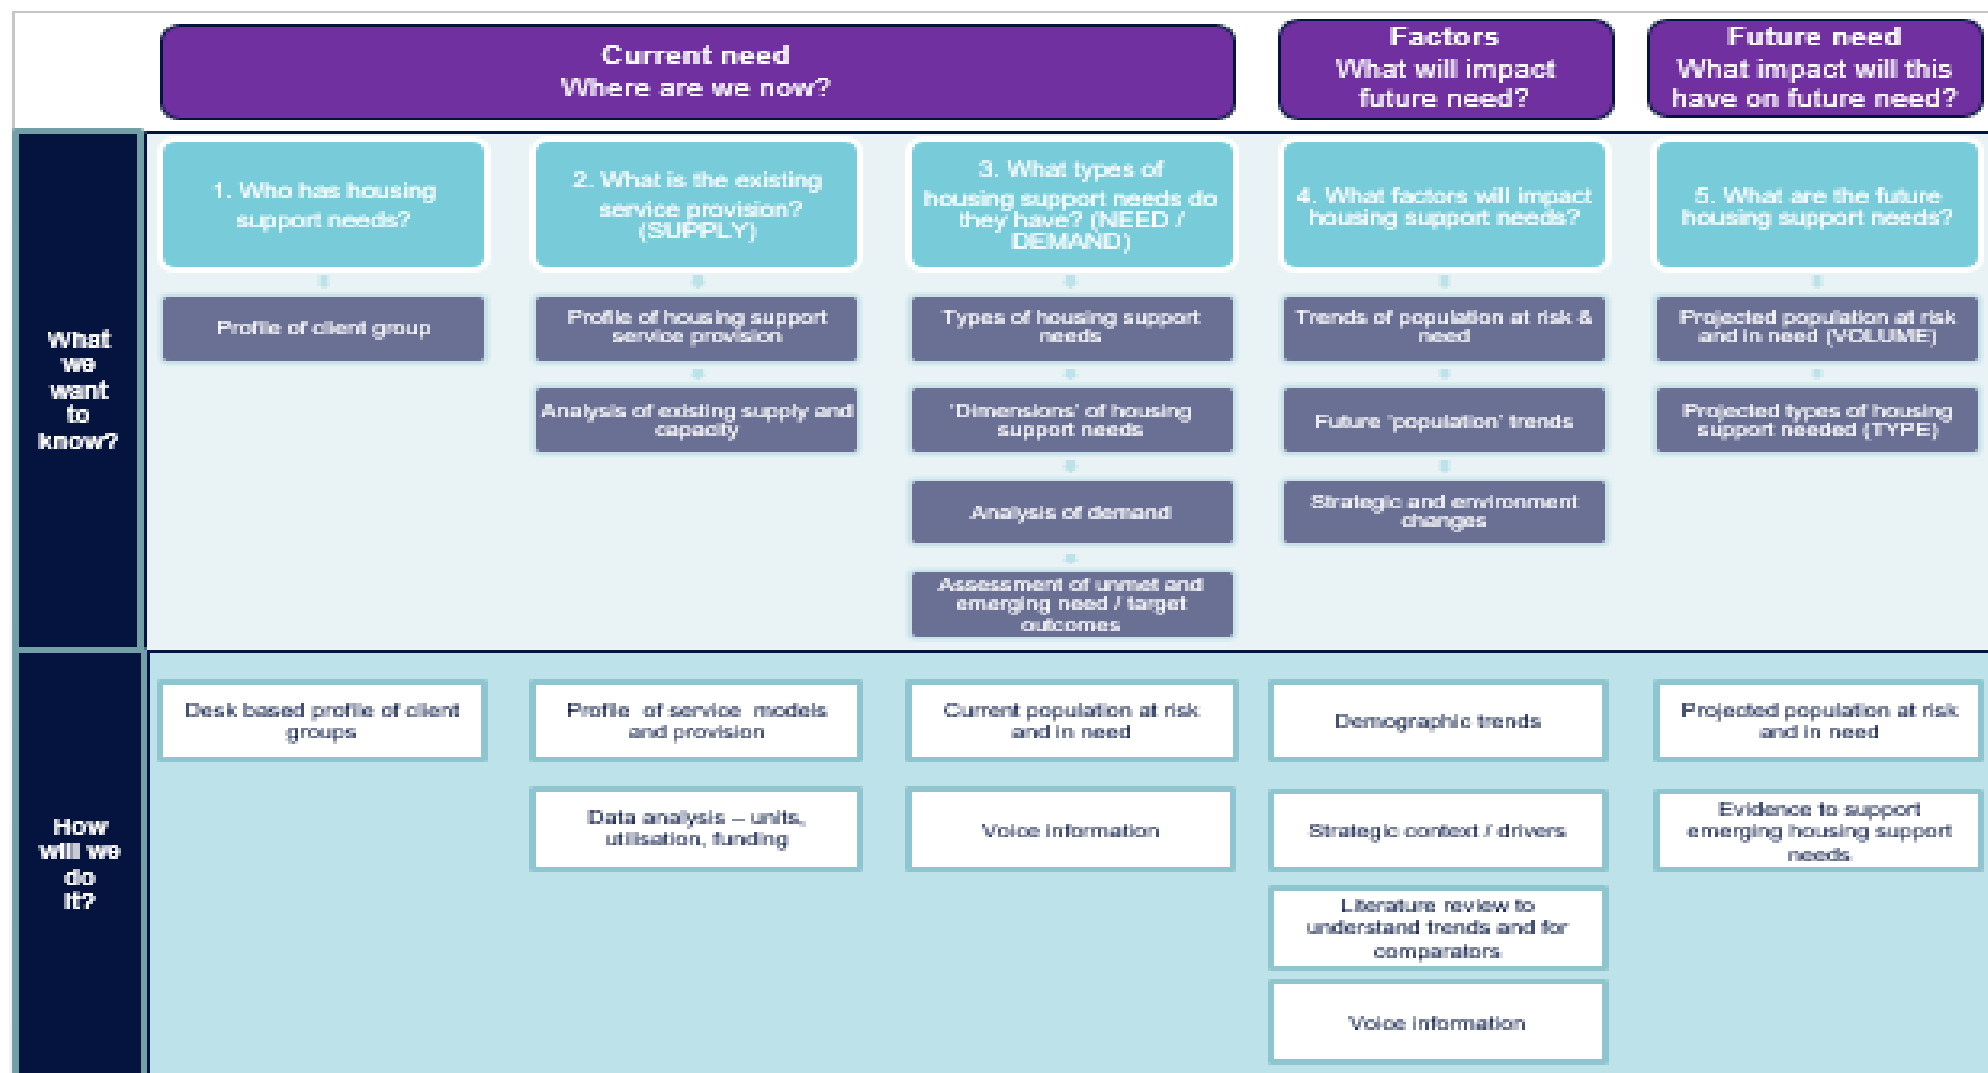 Current need
Where are we now?
Factors
What will impact
future need?
Future need
What impact will this
have on future need?
What
we
want
to
know?
1. Who has housing
support needs?
Profile of client group
2. What is the existing
service provision?
(SUPPLY)
Profile of housing support
service provision
Analysis of existing supply and
capacity
3. What types of
housing support needs do
they have? (NEED /
DEMAND)
Types of housing support
needs
'Dimensions' of housing
support needs
Analysis of demand
Assessment of unmet and
emerging need / target
outcomes
4. What factors will impact
housing support needs?
Trends of population at risk &
need
Future 'population' trends
Strategic and environment
changes
5. What are the future
housing support needs?
Projected population at risk
and in need (VOLUME)
Projected types of housing
support needed (TYPE)
How
will we
do
it?
Desk based profile of client
groups
Profile of service models
and provision
Data analysis – units,
utilisation, funding
Current population at risk
and in need
Voice information
Demographic trends
Strategic context / drivers
Literature review to
understand trends and for
comparators
Voice information
Projected population at risk
and in need
Evidence to support
emerging housing support
needs